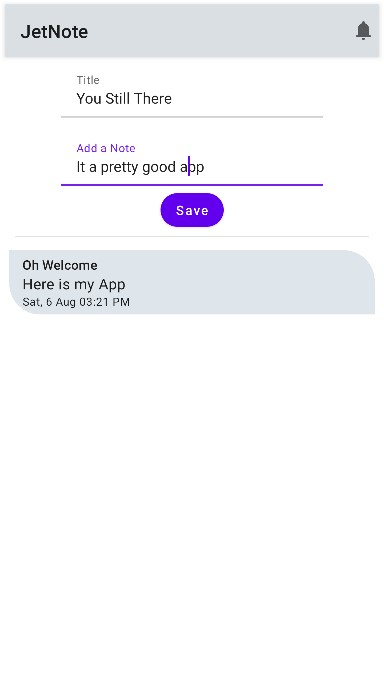 JetNote
Title
You Still There
Add a Note
It a pretty good app
Save
Oh Welcome
Here is my App
Sat, 6 Aug 03:21 PM